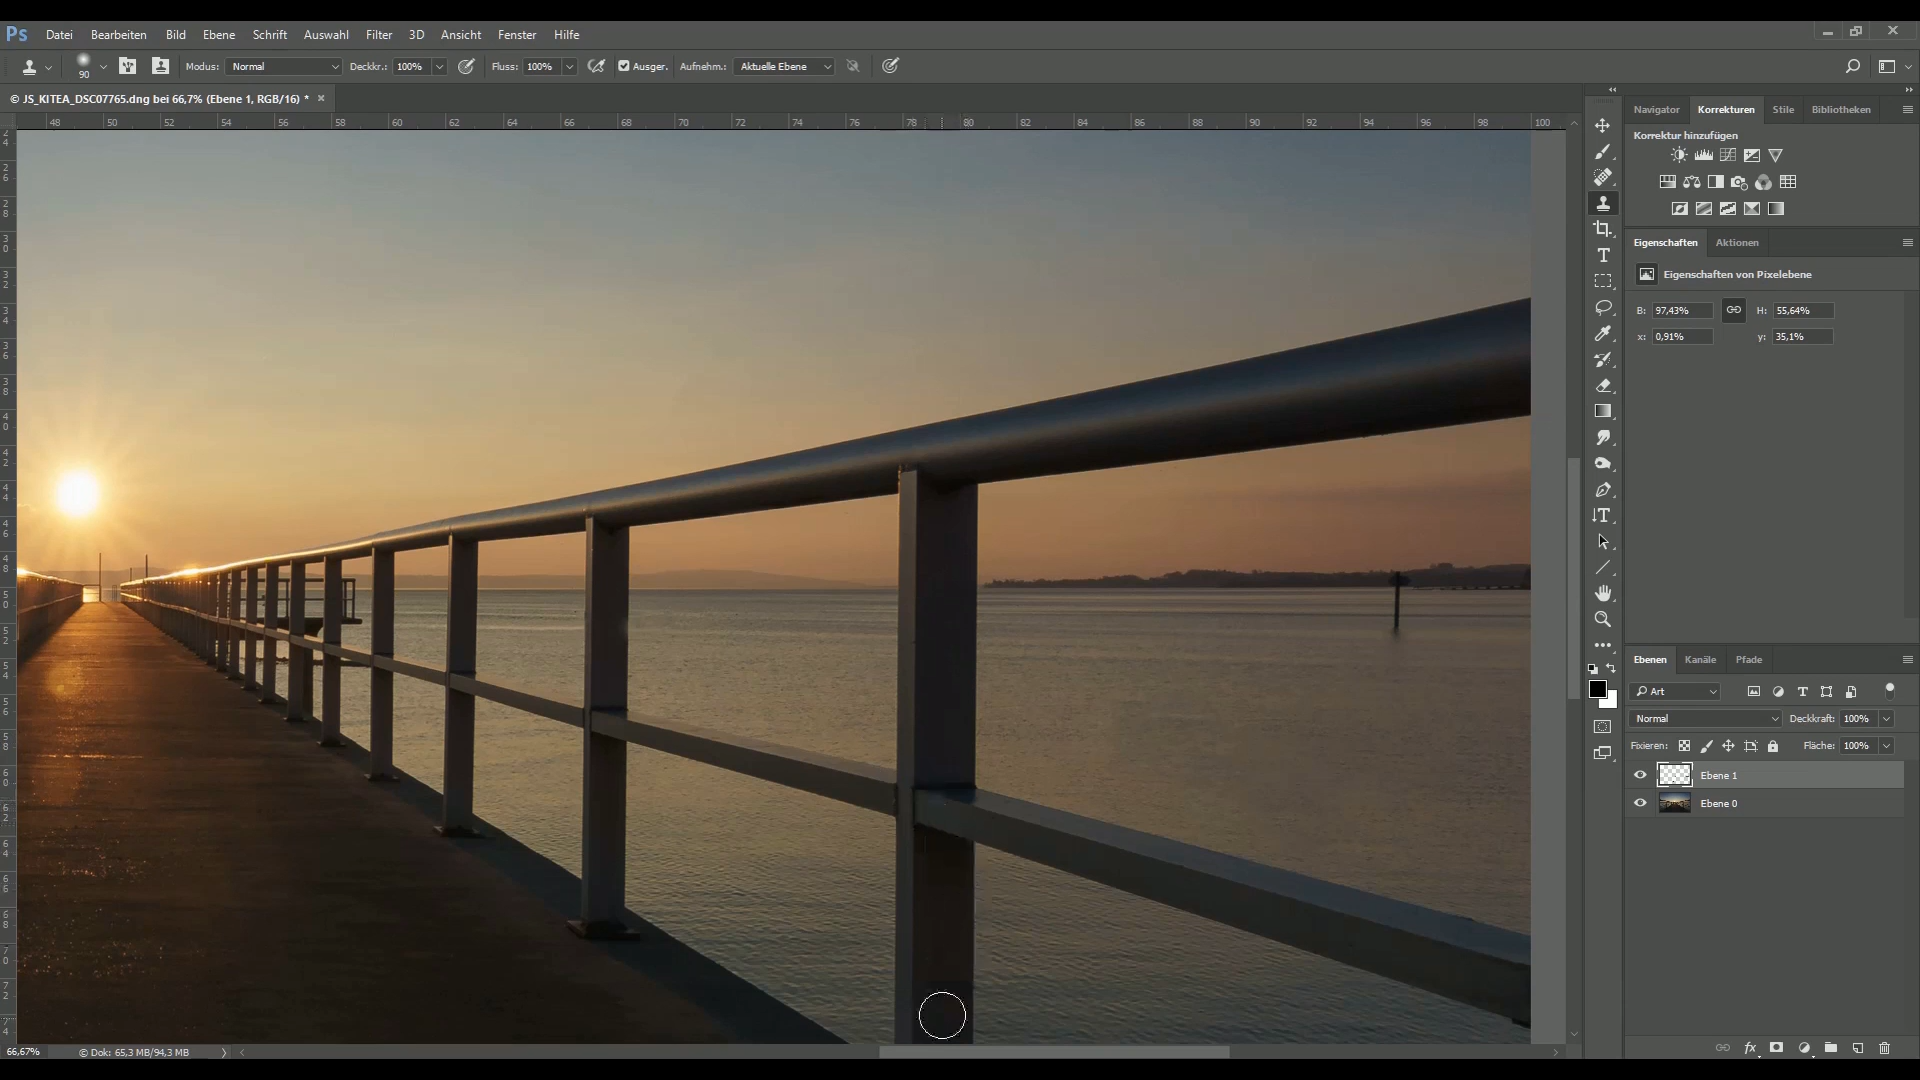 Ps Datei Bearbeiten Bild Ebene Schrift Auswahl Filter 3D Ansicht Fenster Hilfe
90 Modus: Normal Deckkr.: 100% Fluss: 100% Ausger. Aufnehm.: Aktuelle Ebene
© JS_KITEA_DSC07765.dng bei 66,7% (Ebene 1, RGB/16) * ×
48 50 52 54 56 58 60 62 64 66 68 70 72 74 76 78 80 82 84 86 88 90 92 94 96 98 100
Navigator Korrekturen Stile Bibliotheken
Korrektur hinzufügen
Eigenschaften Aktionen
Eigenschaften von Pixelebene
B: 97,43% H: 55,64%
x: 0,91% y: 35,1%
Ebenen Kanäle Pfade
Art
Normal Deckkraft: 100%
Fixieren: Fläche: 100%
Ebene 1
Ebene 0
fx
66,67% © Dok: 65,3 MB/94,3 MB